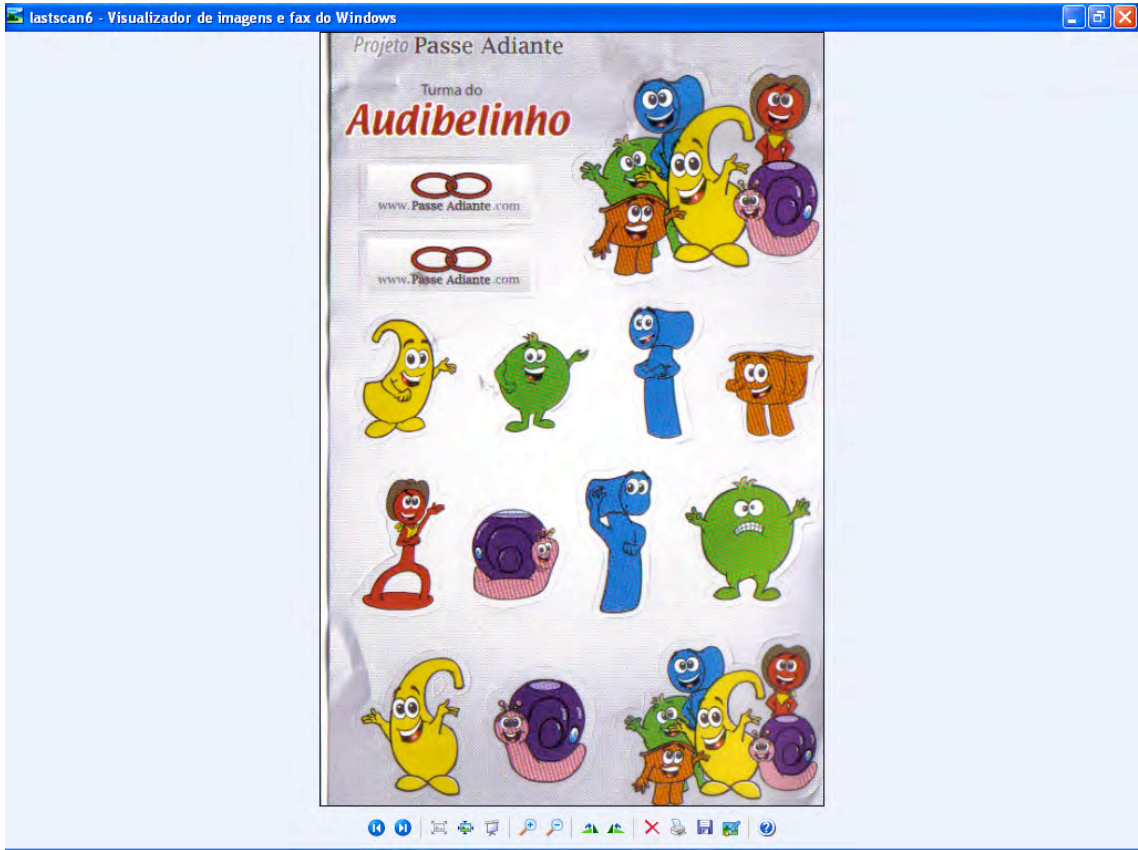 lastscan6 - Visualizador de imagens e fax do Windows
Projeto Passe Adiante
Turma do
Audibelinho
www.Passe Adiante.com
www.Passe Adiante.com